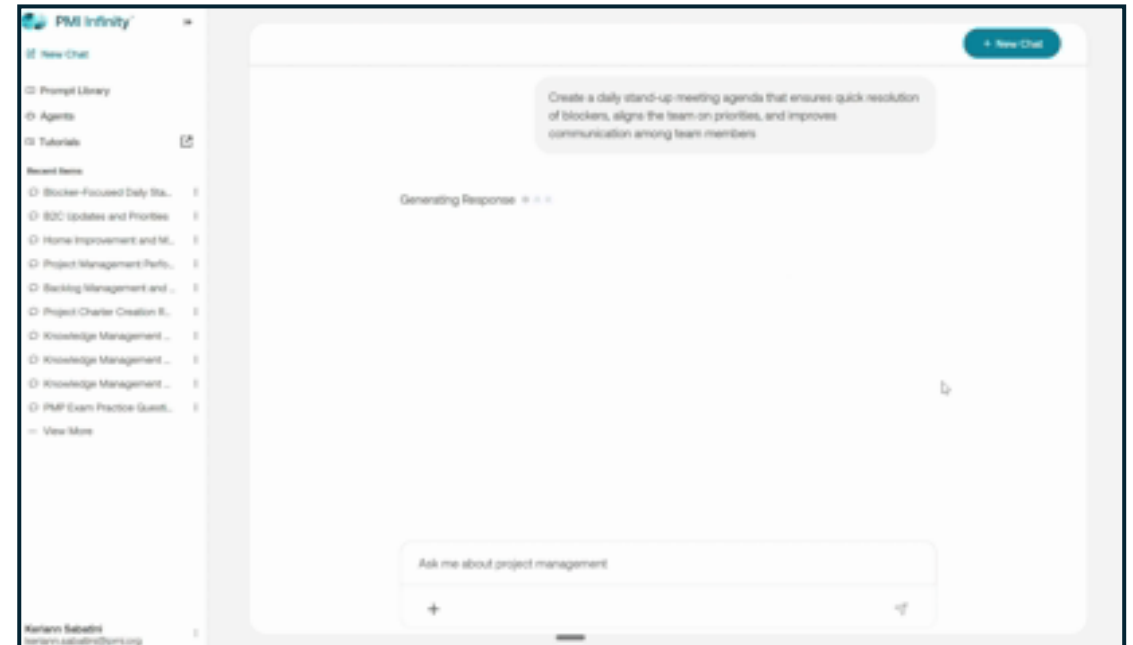 PMI Infinity
New Chat
Prompt Library
Agents
Tutorials
Recent Items
Blocker-Focused Daily Sta...
B2C Updates and Priorities
Home Improvement and M...
Project Management Perfo...
Backlog Management and ...
Project Charter Creation R...
Knowledge Management ...
Knowledge Management ...
Knowledge Management ...
PMP Exam Practice Questi...
View More
Keriann Sabatini
keriann.sabatini@pmi.org
+ New Chat
Create a daily stand-up meeting agenda that ensures quick resolution
of blockers, aligns the team on priorities, and improves
communication among team members
Generating Response
Ask me about project management